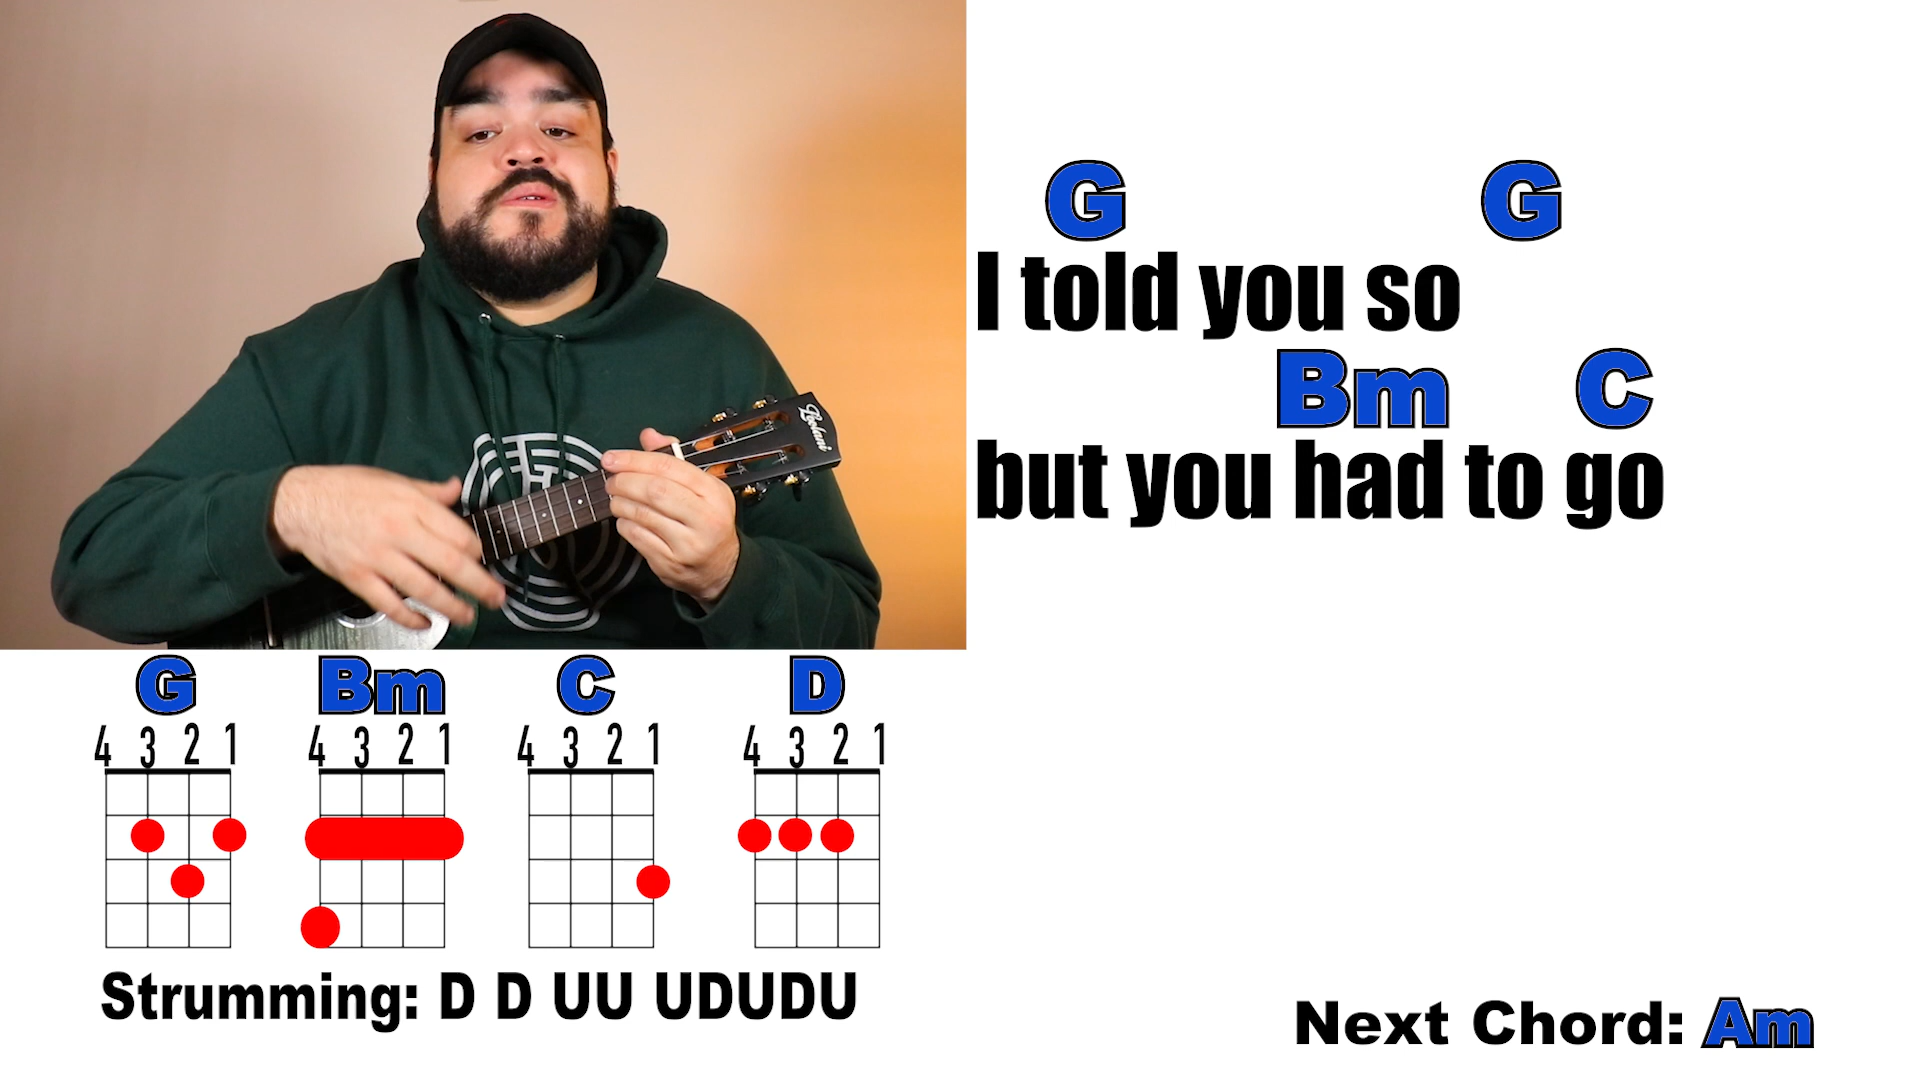 G G
I told you so
Bm C
but you had to go
Leolani
G Bm C D
4 3 2 1 4 3 2 1 4 3 2 1 4 3 2 1
Strumming: D D UU UDUDU
Next Chord: Am